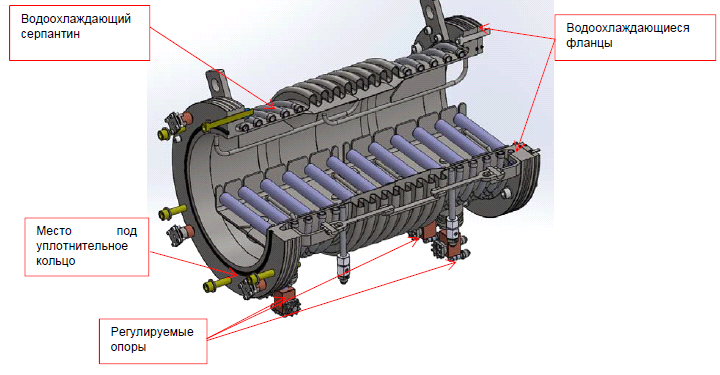 Водоохлаждающий
серпантин
Водоохлаждающиеся
фланцы
Место под
уплотнительное
кольцо
Регулируемые
опоры